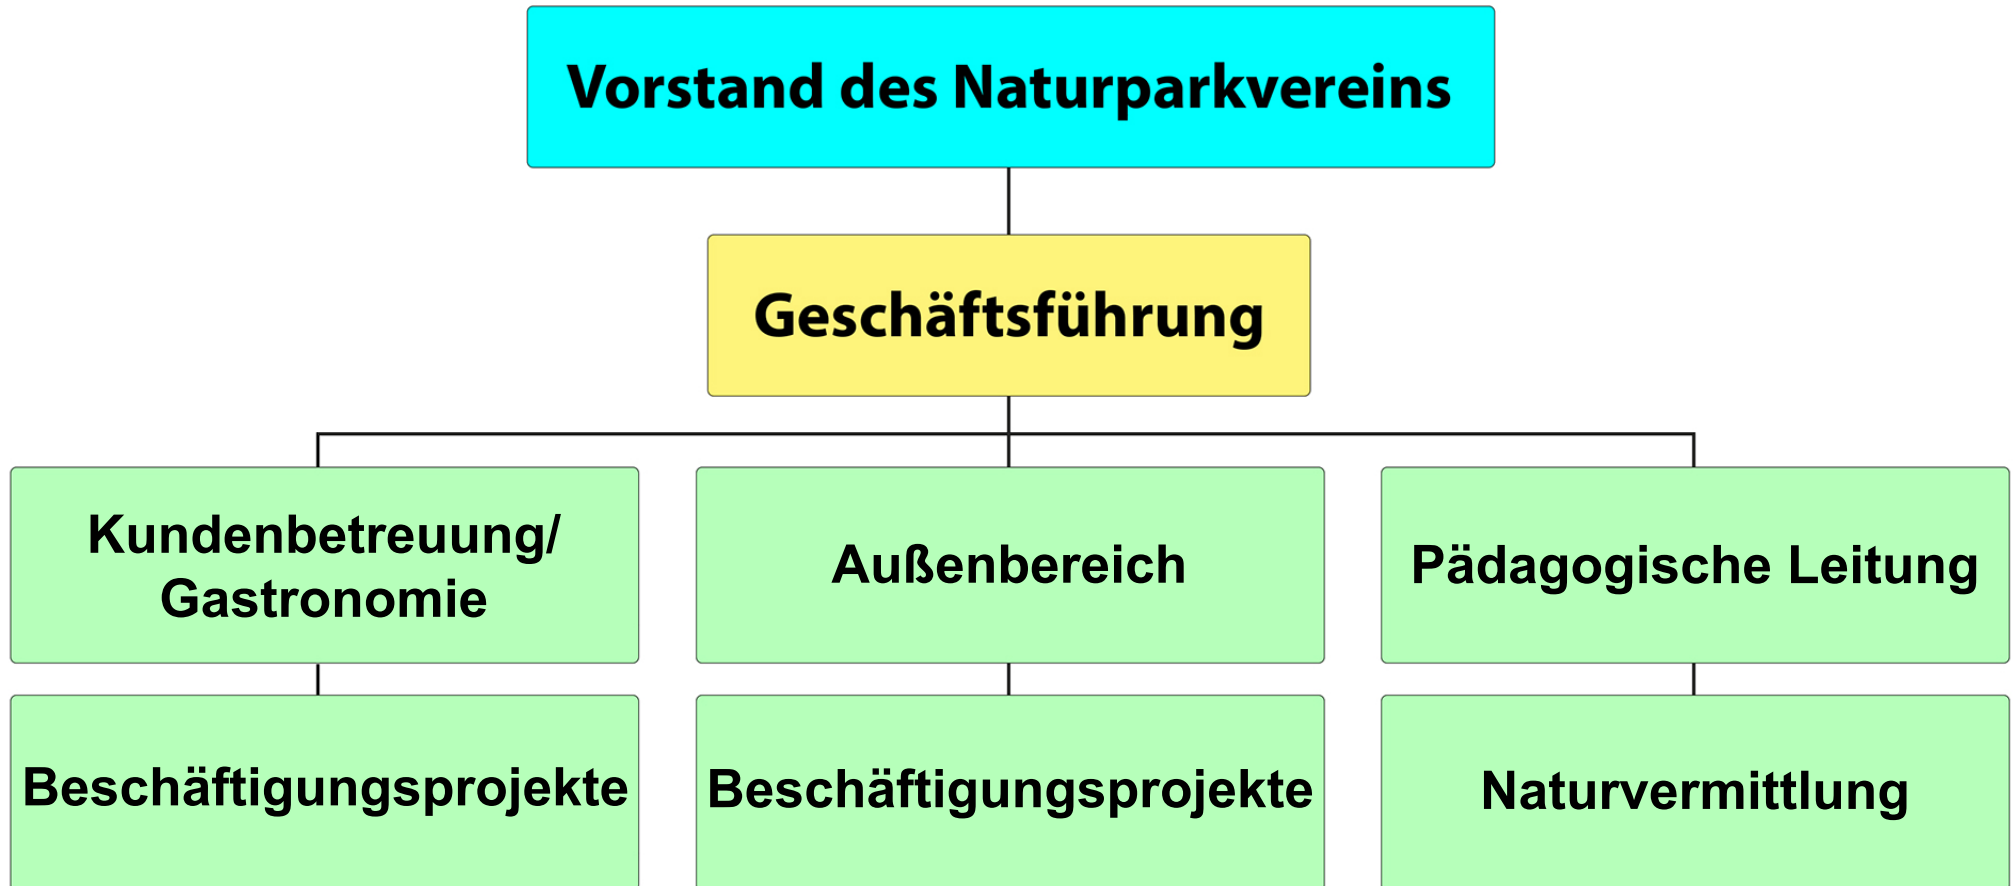 Vorstand des Naturparkvereins
Geschäftsführung
Kundenbetreuung/
Gastronomie
Außenbereich
Pädagogische Leitung
Beschäftigungsprojekte
Beschäftigungsprojekte
Naturvermittlung